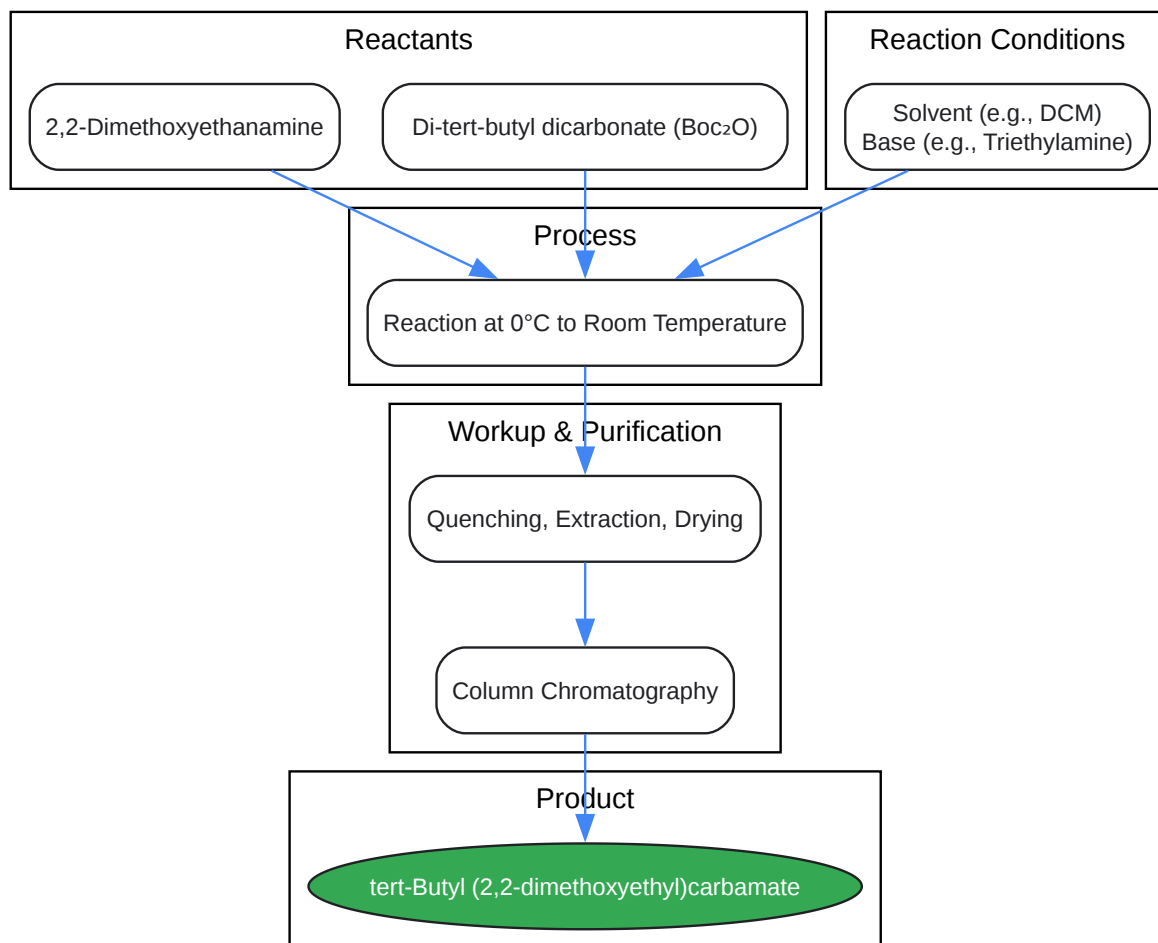 Reactants
Reaction Conditions
2,2-Dimethoxyethanamine
Di-tert-butyl dicarbonate (Boc₂O)
Solvent (e.g., DCM)
Base (e.g., Triethylamine)
Process
Reaction at 0°C to Room Temperature
Workup & Purification
Quenching, Extraction, Drying
Column Chromatography
Product
tert-Butyl (2,2-dimethoxyethyl)carbamate